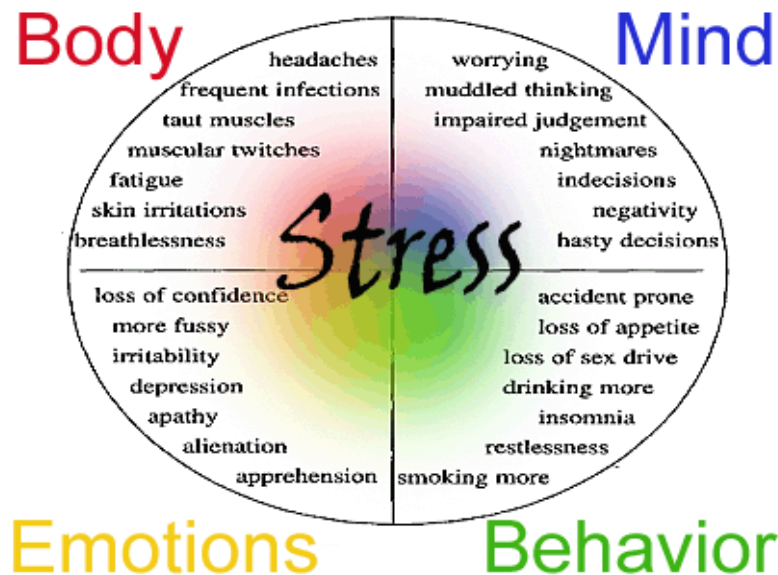 Body
headaches
frequent infections
taut muscles
muscular twitches
fatigue
skin irritations
breathlessness
Mind
worrying
muddled thinking
impaired judgement
nightmares
indecisions
negativity
hasty decisions
Stress
loss of confidence
more fussy
irritability
depression
apathy
alienation
apprehension
Emotions
accident prone
loss of appetite
loss of sex drive
drinking more
insomnia
restlessness
smoking more
Behavior